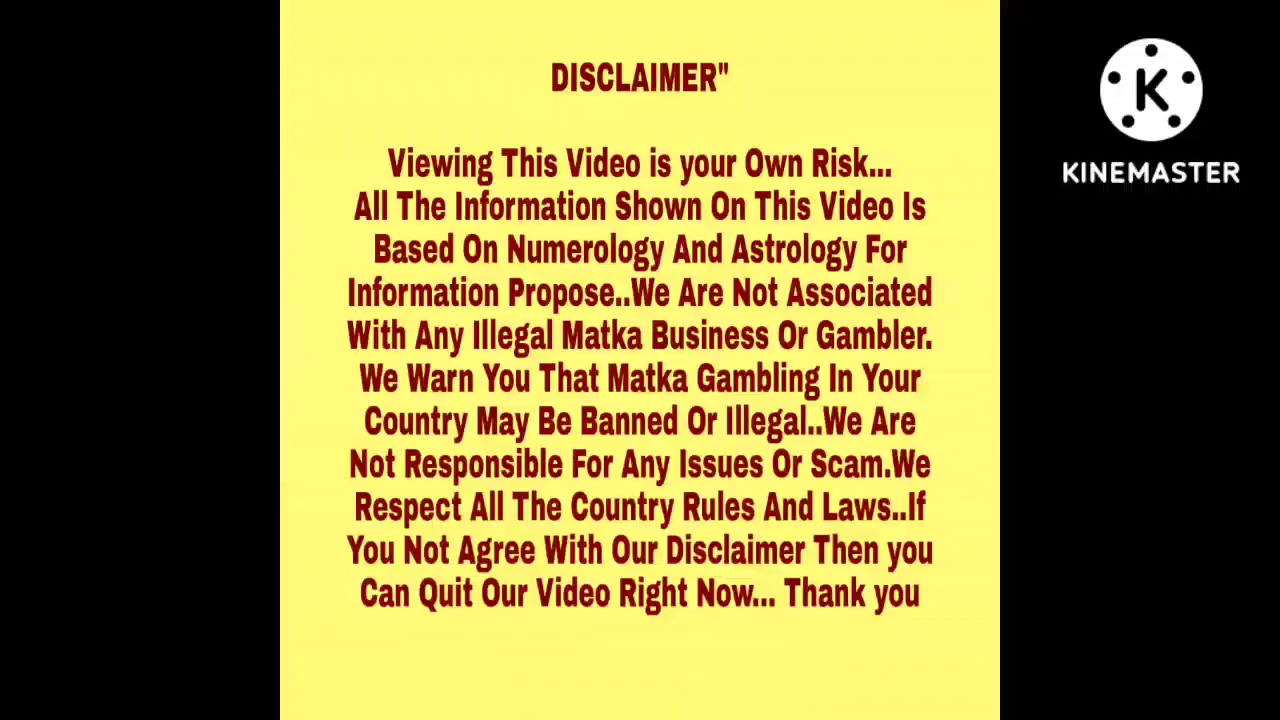 DISCLAIMER"
Viewing This Video is your Own Risk...
All The Information Shown On This Video Is
Based On Numerology And Astrology For
Information Propose..We Are Not Associated
With Any Illegal Matka Business Or Gambler.
We Warn You That Matka Gambling In Your
Country May Be Banned Or Illegal..We Are
Not Responsible For Any Issues Or Scam.We
Respect All The Country Rules And Laws..If
You Not Agree With Our Disclaimer Then you
Can Quit Our Video Right Now... Thank you
K
KINEMASTER